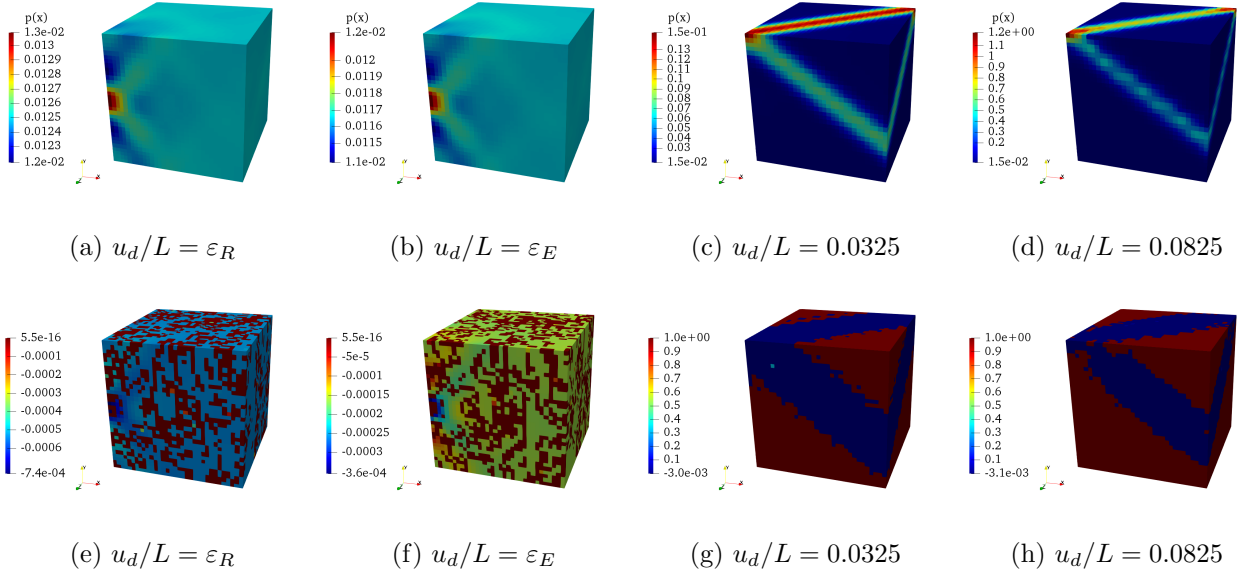 p(x)
1.3e-02
0.013
0.0128
0.0127
0.0126
0.0125
0.0124
0.0123
1.2e-02
p(x)
1.2e-02
0.012
0.0119
0.0118
0.0117
0.0116
0.0115
1.1e-02
p(x)
1.5e-01
0.13
0.11
0.10
0.09
0.08
0.07
0.06
0.05
0.04
0.03
1.5e-02
p(x)
1.2e+00
1.0
0.9
0.8
0.7
0.6
0.5
0.4
0.3
0.2
1.5e-02
(a) u_d/L = ε_R
(b) u_d/L = ε_E
(c) u_d/L = 0.0325
(d) u_d/L = 0.0825
5.5e-16
-0.0001
-0.0002
-0.0003
-0.0004
-0.0005
-0.0006
-7.4e-04
5.5e-16
-5e-5
-0.0001
-0.00015
-0.0002
-0.00025
-0.0003
-3.6e-04
1.0e+00
0.9
0.8
0.7
0.6
0.5
0.4
0.3
0.2
0.1
-3.0e-03
1.0e+00
0.9
0.8
0.7
0.6
0.5
0.4
0.3
0.2
0.1
-3.1e-03
(e) u_d/L = ε_R
(f) u_d/L = ε_E
(g) u_d/L = 0.0325
(h) u_d/L = 0.0825